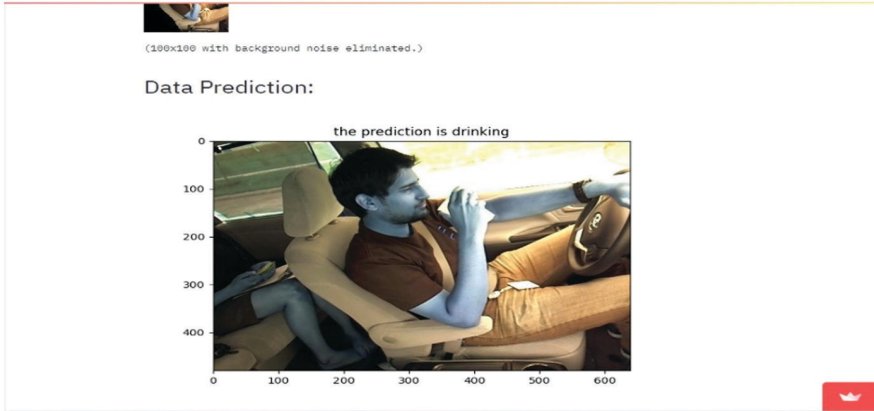 (100x100 with background noise eliminated.)
Data Prediction:
the prediction is drinking
0
100
200
300
400
0 100 200 300 400 500 600